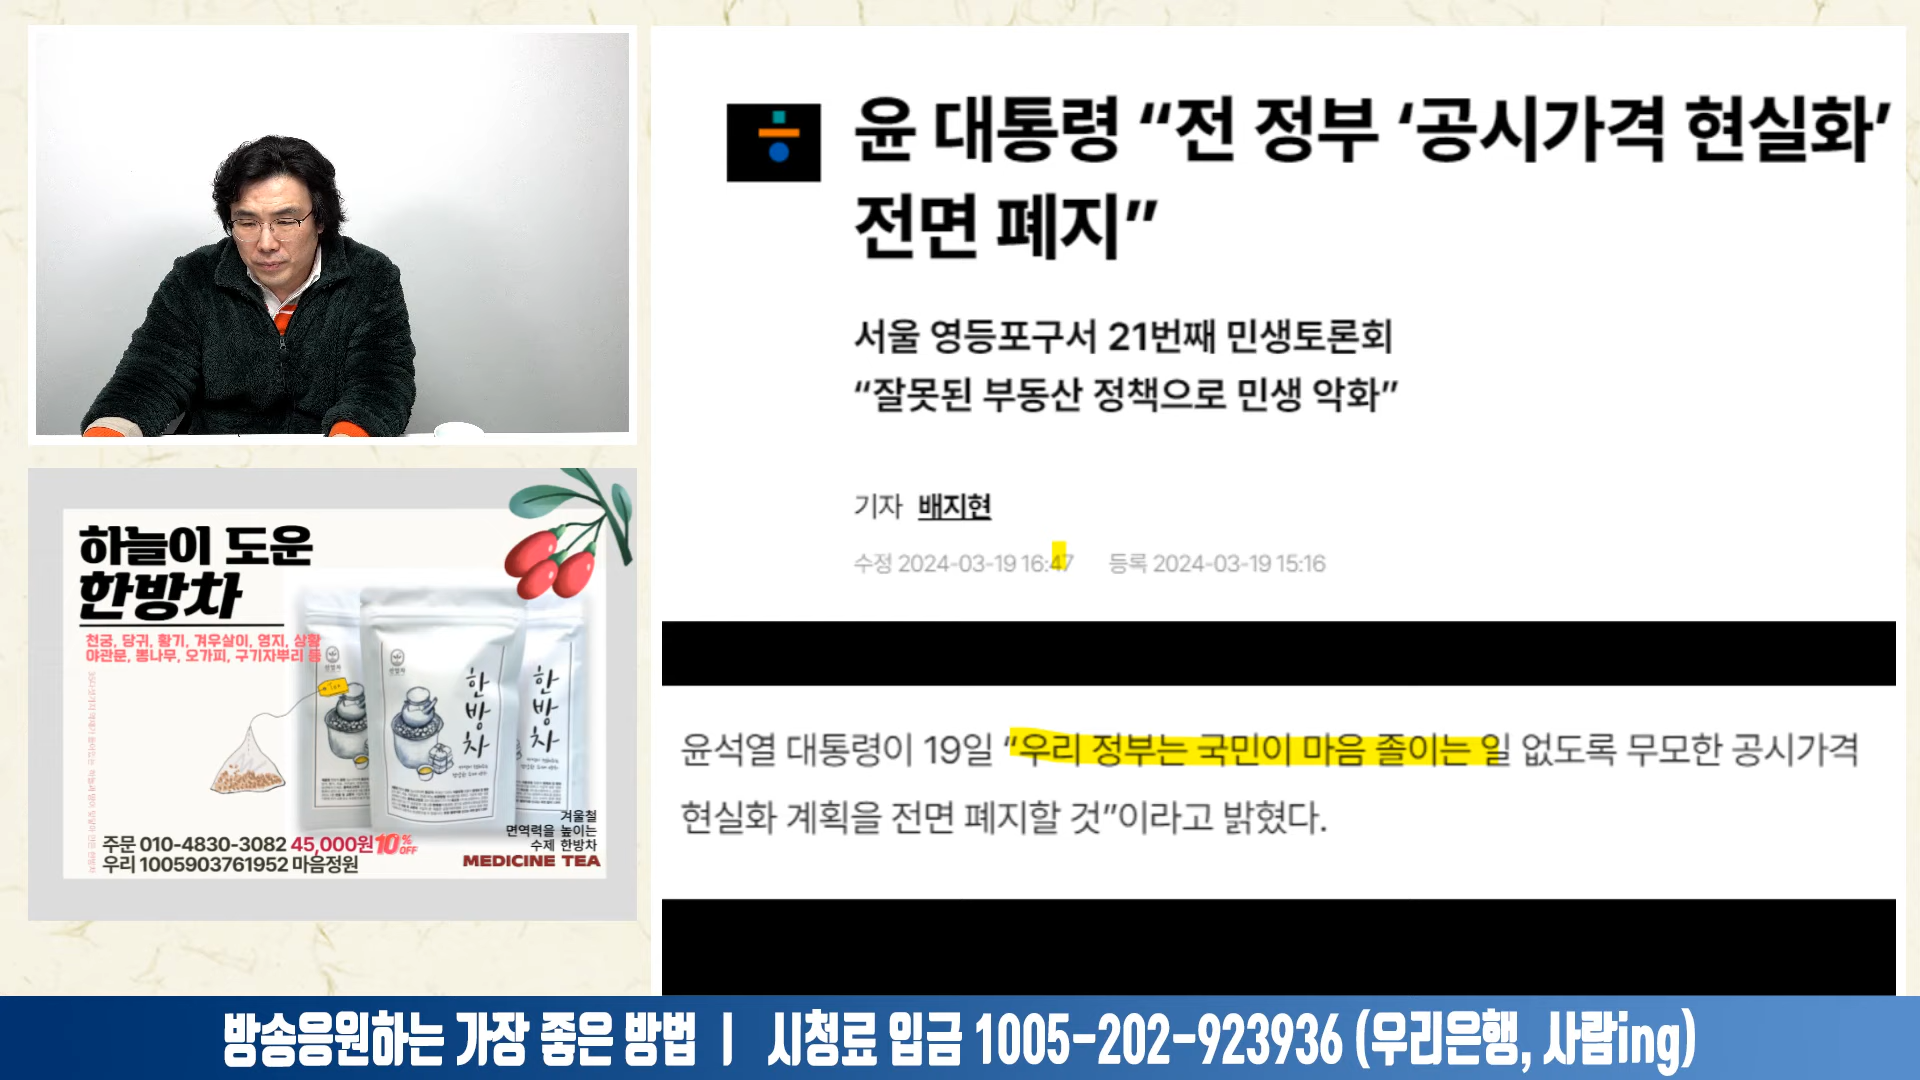 윤 대통령 “전 정부 ‘공시가격 현실화’
전면 폐지”
서울 영등포구서 21번째 민생토론회
“잘못된 부동산 정책으로 민생 악화”
기자 배지현
수정 2024-03-19 16:47 등록 2024-03-19 15:16
윤석열 대통령이 19일 “우리 정부는 국민이 마음 졸이는 일 없도록 무모한 공시가격
현실화 계획을 전면 폐지할 것”이라고 밝혔다.
하늘이 도운
한방차
천궁, 당귀, 황기, 겨우살이, 영지, 상황
야관문, 뽕나무, 오가피, 구기자뿌리 등
한방차
한방차
주문 010-4830-3082 45,000원 10% OFF
우리 1005903761952 마음정원
겨울철
면역력을 높이는
수제 한방차
MEDICINE TEA
방송응원하는 가장 좋은 방법 | 시청료 입금 1005-202-923936 (우리은행, 사람ing)